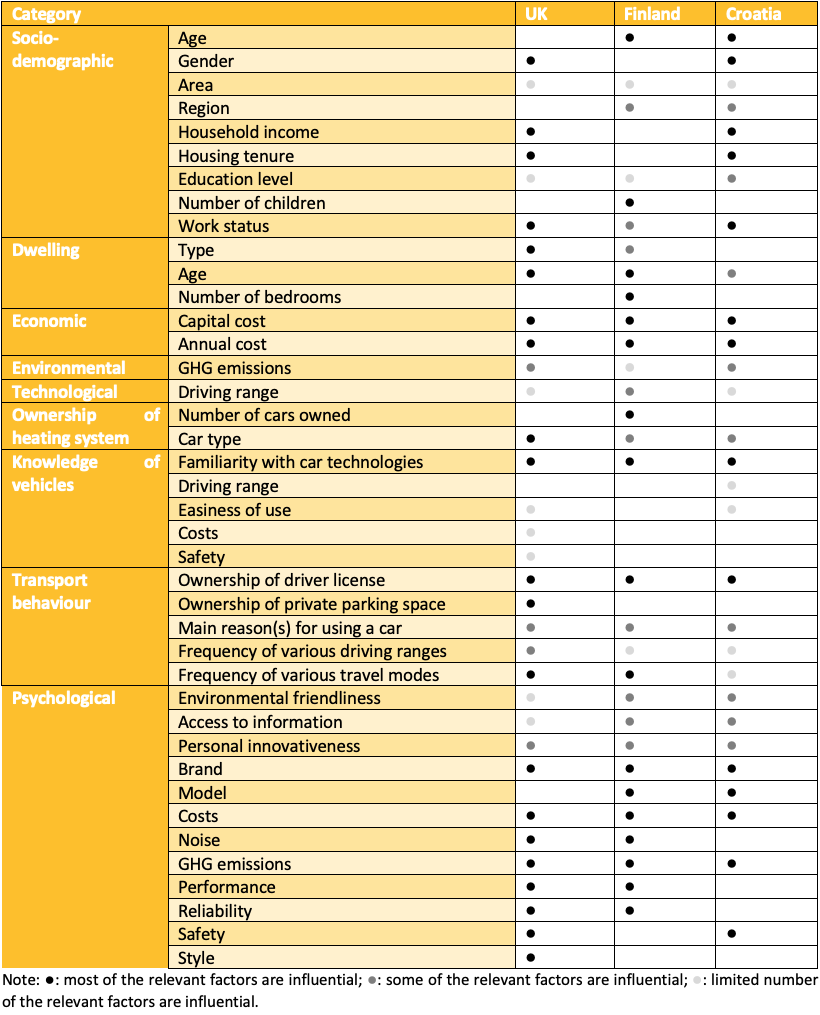 Category UK Finland Croatia
Socio-demographic Age ● ●
Gender ● ●
Area ● ● ●
Region ● ●
Household income ● ●
Housing tenure ● ●
Education level ● ● ●
Number of children ●
Work status ● ● ●
Dwelling Type ● ●
Age ● ● ●
Number of bedrooms ●
Economic Capital cost ● ● ●
Annual cost ● ● ●
Environmental GHG emissions ● ● ●
Technological Driving range ● ● ●
Ownership of Number of cars owned ●
heating system Car type ● ● ●
Knowledge of Familiarity with car technologies ● ● ●
vehicles Driving range ●
Easiness of use ● ●
Costs ●
Safety ●
Transport Ownership of driver license ● ● ●
behaviour Ownership of private parking space ●
Main reason(s) for using a car ● ● ●
Frequency of various driving ranges ● ● ●
Frequency of various travel modes ● ● ●
Psychological Environmental friendliness ● ● ●
Access to information ● ● ●
Personal innovativeness ● ● ●
Brand ● ● ●
Model ● ●
Costs ● ● ●
Noise ● ●
GHG emissions ● ● ●
Performance ● ●
Reliability ● ●
Safety ● ●
Style ●
Note: ●: most of the relevant factors are influential; ●: some of the relevant factors are influential; ●: limited number
of the relevant factors are influential.